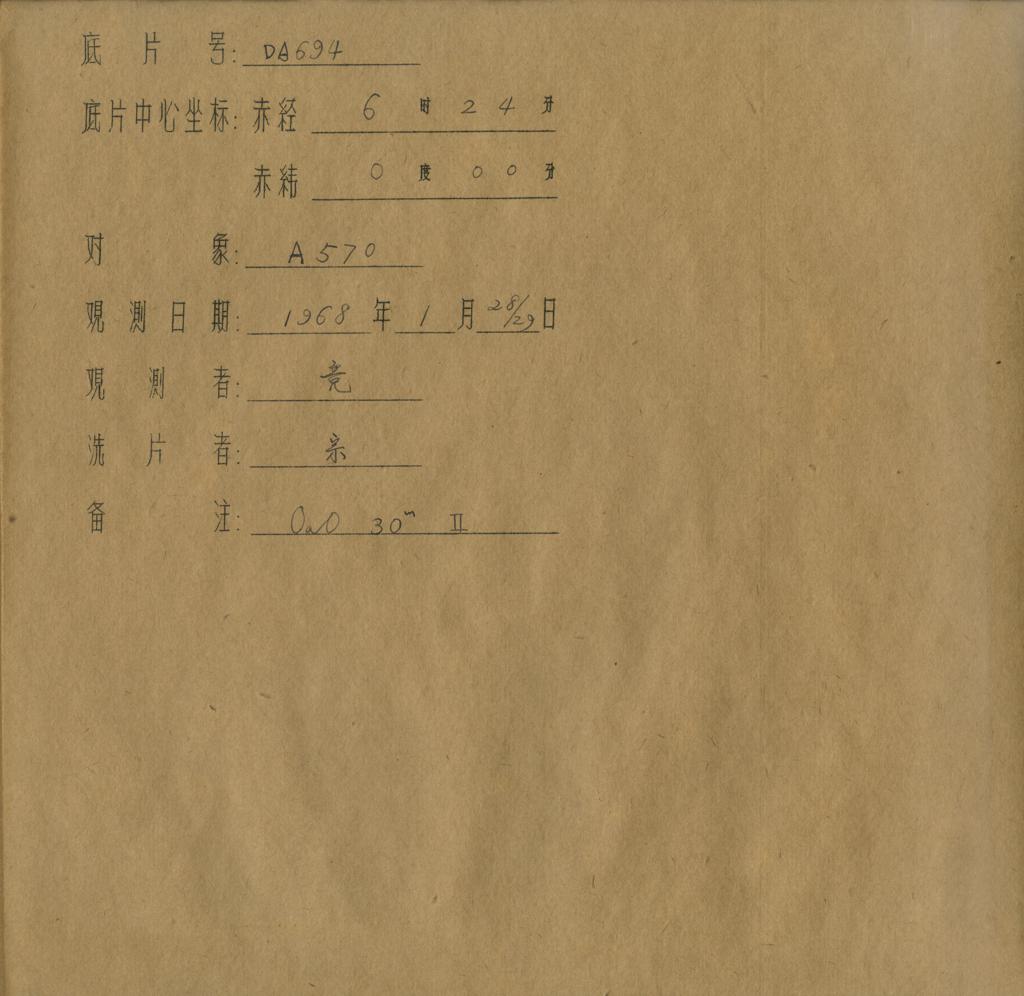 底片号: DA694
底片中心坐标: 赤经 6 时 24 分
赤纬 0 度 00 分
对象: A570
观测日期: 1968 年 1 月 28/29 日
观测者: 竞
洗片者: 宗
备注: OaO 30m II